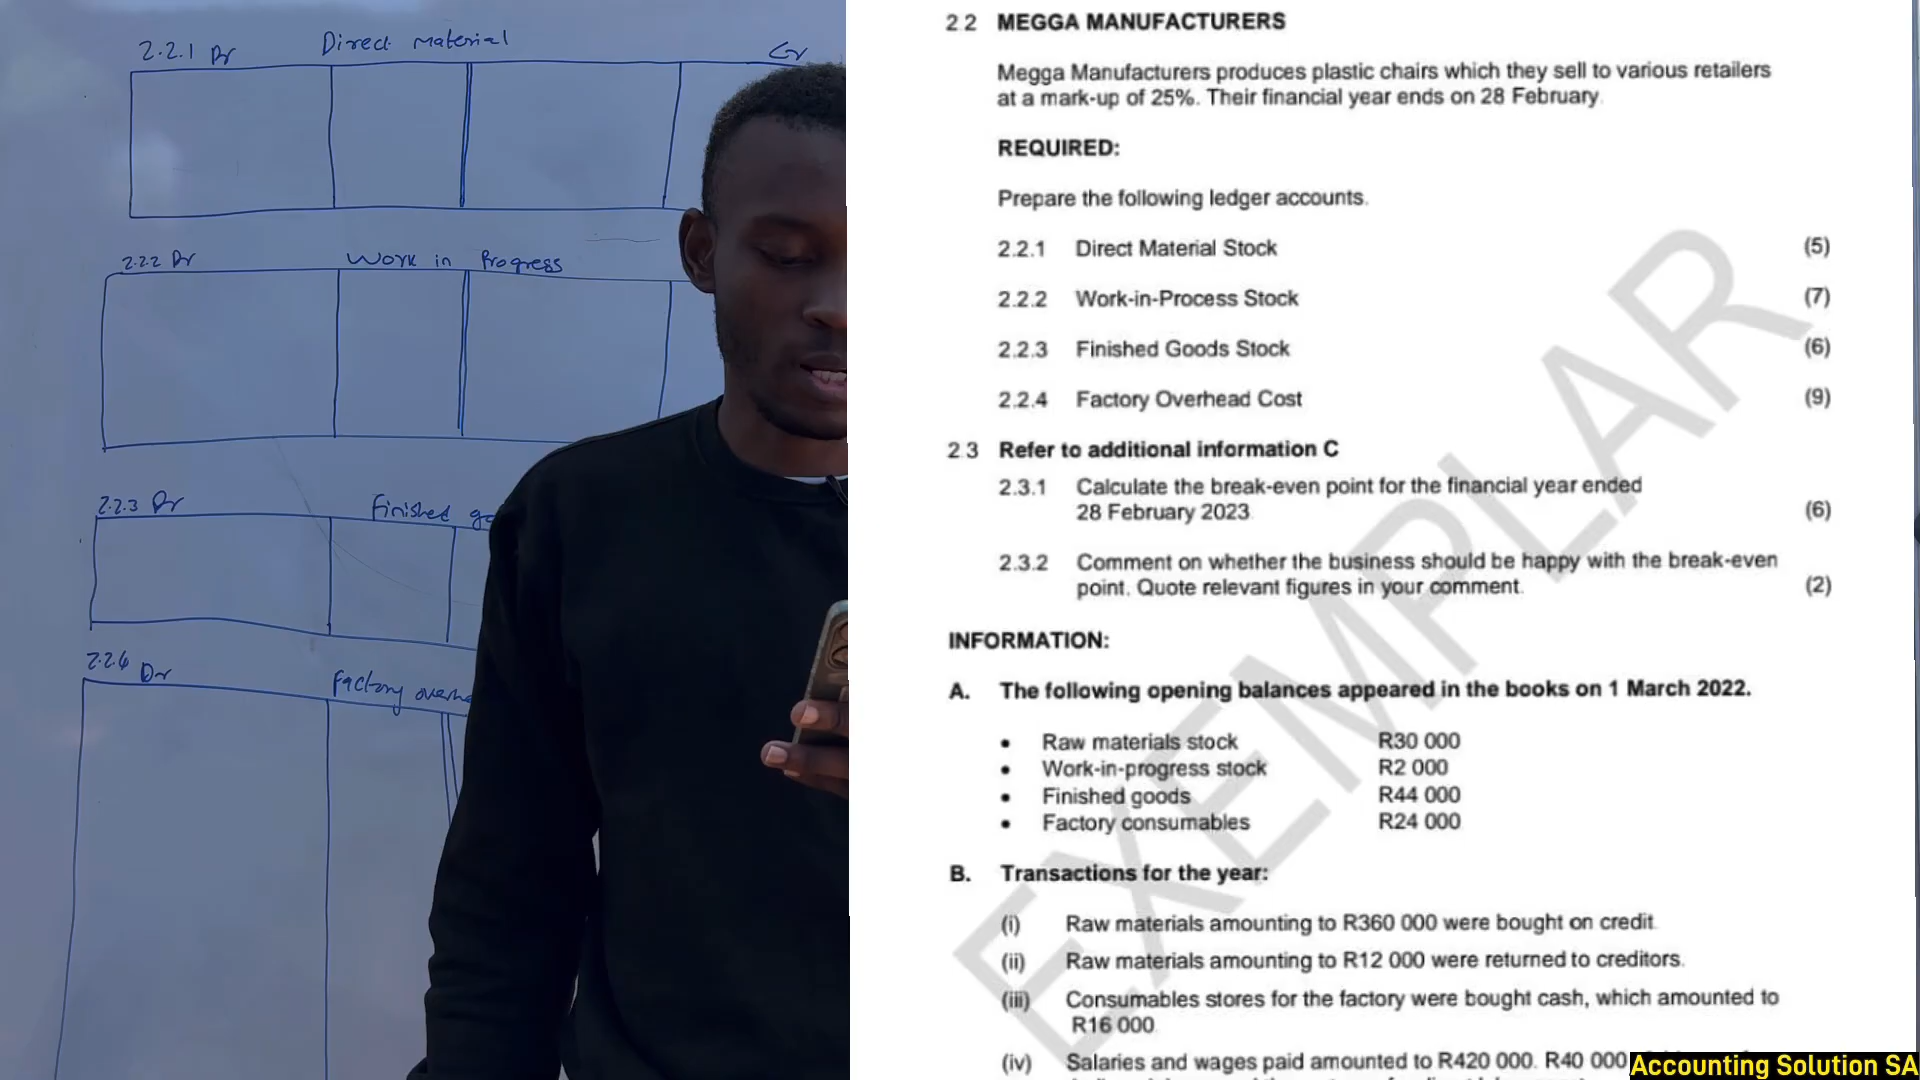 2.2.1 Dr Direct material Cr
2.2.2 Dr Work in Progress
2.2.3 Dr Finished
2.2.4 Dr Factory
2.2 MEGGA MANUFACTURERS
Megga Manufacturers produces plastic chairs which they sell to various retailers
at a mark-up of 25%. Their financial year ends on 28 February.
REQUIRED:
Prepare the following ledger accounts.
2.2.1 Direct Material Stock (5)
2.2.2 Work-in-Process Stock (7)
2.2.3 Finished Goods Stock (6)
2.2.4 Factory Overhead Cost (9)
2.3 Refer to additional information C
2.3.1 Calculate the break-even point for the financial year ended
28 February 2023. (6)
2.3.2 Comment on whether the business should be happy with the break-even
point. Quote relevant figures in your comment. (2)
INFORMATION:
A. The following opening balances appeared in the books on 1 March 2022.
• Raw materials stock R30 000
• Work-in-progress stock R2 000
• Finished goods R44 000
• Factory consumables R24 000
B. Transactions for the year:
(i) Raw materials amounting to R360 000 were bought on credit.
(ii) Raw materials amounting to R12 000 were returned to creditors.
(iii) Consumables stores for the factory were bought cash, which amounted to
R16 000.
(iv) Salaries and wages paid amounted to R420 000. R40 000
EXEMPLAR
Accounting Solution SA